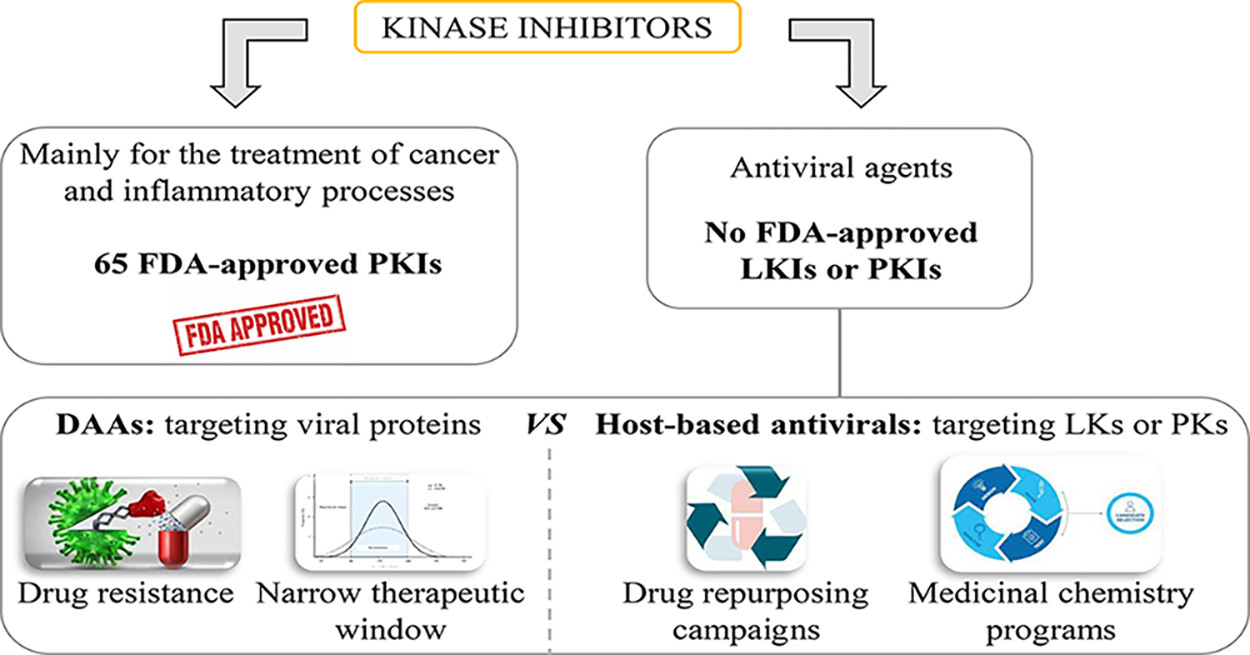 KINASE INHIBITORS
Mainly for the treatment of cancer
and inflammatory processes
65 FDA-approved PKIs
FDA APPROVED
Antiviral agents
No FDA-approved
LKIs or PKIs
DAAs: targeting viral proteins
VS
Host-based antivirals: targeting LKs or PKs
CANDIDATE
SELECTION
Drug resistance
Narrow therapeutic
window
Drug repurposing
campaigns
Medicinal chemistry
programs